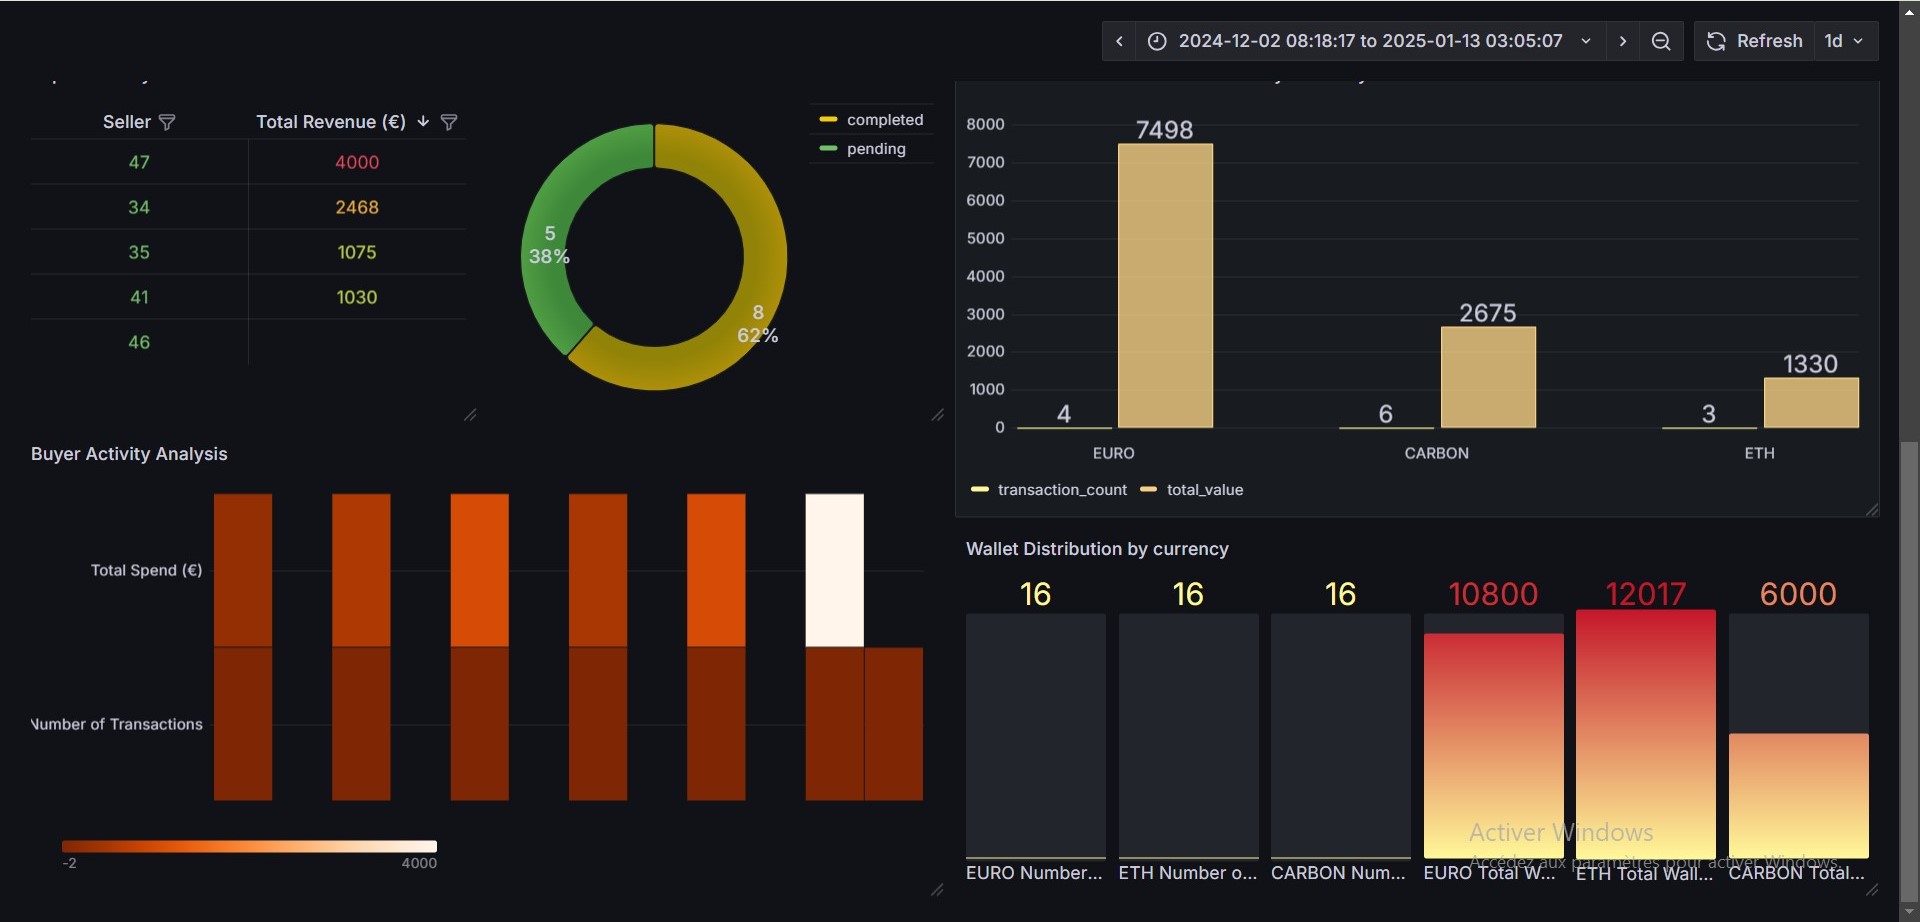 2024-12-02 08:18:17 to 2025-01-13 03:05:07
Refresh 1d
Seller Total Revenue (€)
47 4000
34 2468
35 1075
41 1030
46
completed
pending
5
38%
8
62%
8000
7000
6000
5000
4000
3000
2000
1000
0
7498
2675
1330
4
6
3
EURO CARBON ETH
transaction_count total_value
Buyer Activity Analysis
Total Spend (€)
Number of Transactions
-2 4000
Wallet Distribution by currency
16 16 16 10800 12017 6000
EURO Number... ETH Number o... CARBON Num... EURO Total W... ETH Total Wall... CARBON Total...
Activer Windows
Accédez aux paramètres pour activer Windows.